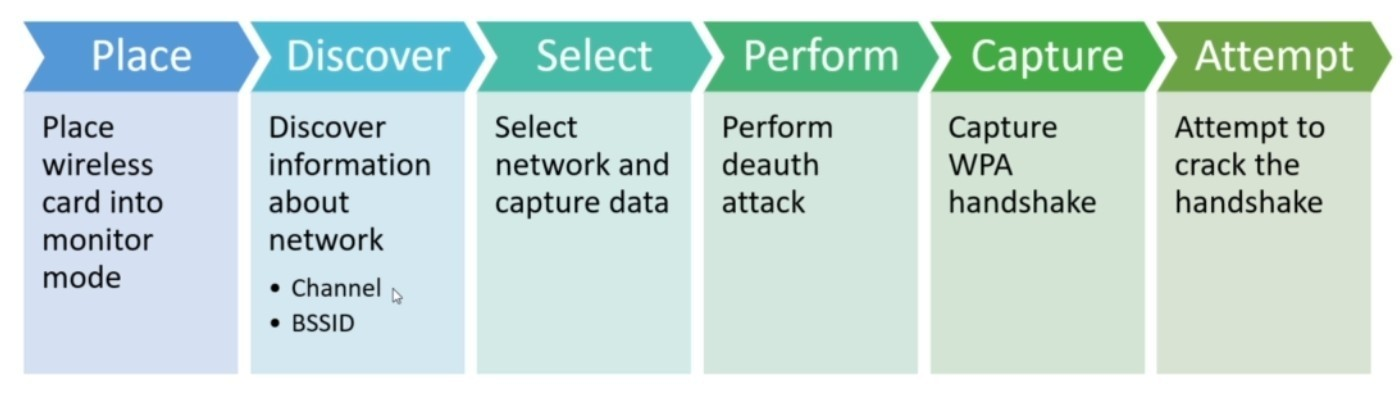 Place
Discover
Select
Perform
Capture
Attempt
Place
wireless
card into
monitor
mode
Discover
information
about
network
• Channel
• BSSID
Select
network and
capture data
Perform
deauth
attack
Capture
WPA
handshake
Attempt to
crack the
handshake